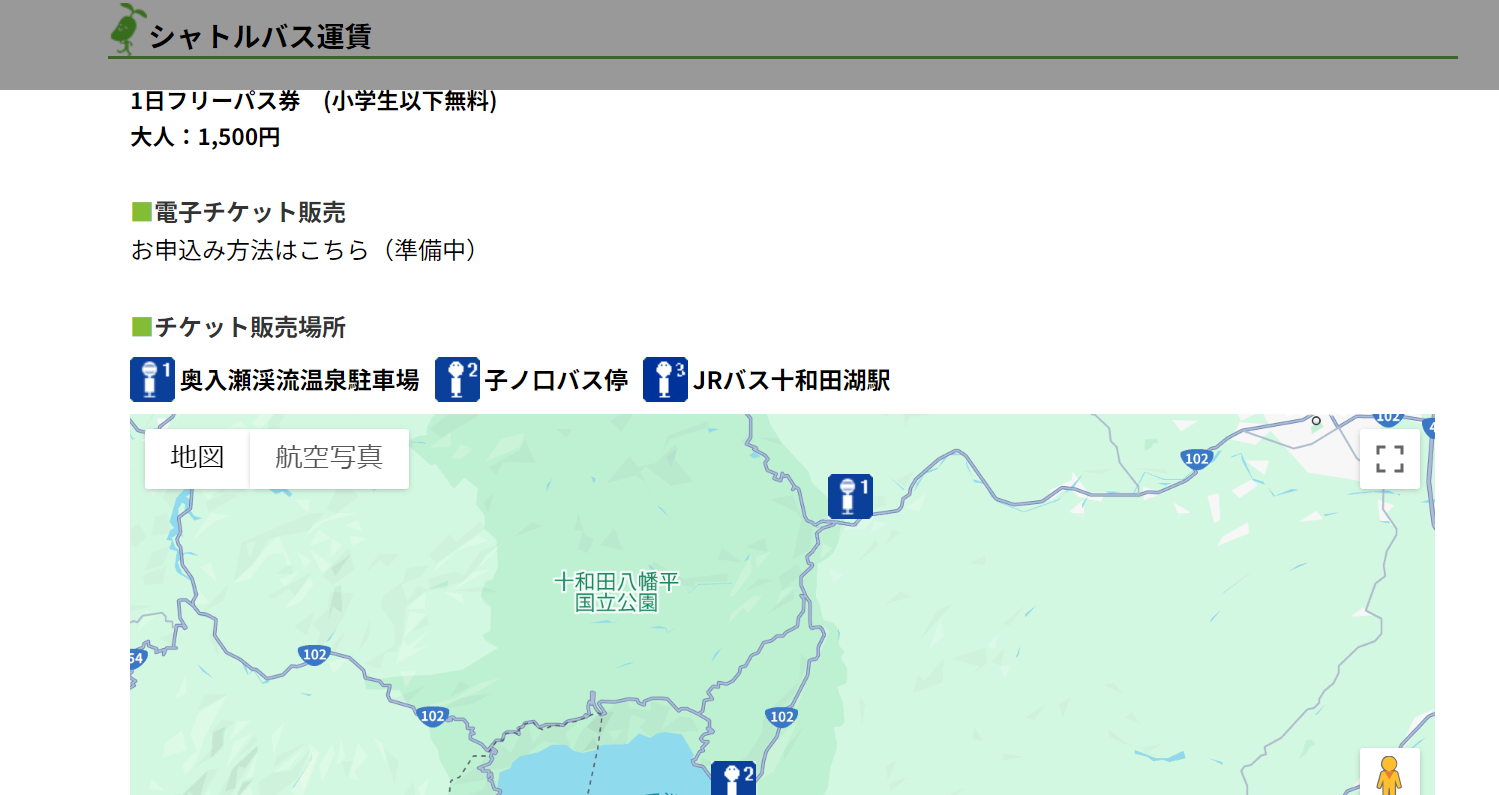 シャトルバス運賃
1日フリーパス券　(小学生以下無料)
大人：1,500円
■電子チケット販売
お申込み方法はこちら（準備中）
■チケット販売場所
1 奥入瀬渓流温泉駐車場 2 子ノ口バス停 3 JRバス十和田湖駅
102
地図 航空写真
102
1
十和田八幡平
国立公園
102
102
102
2